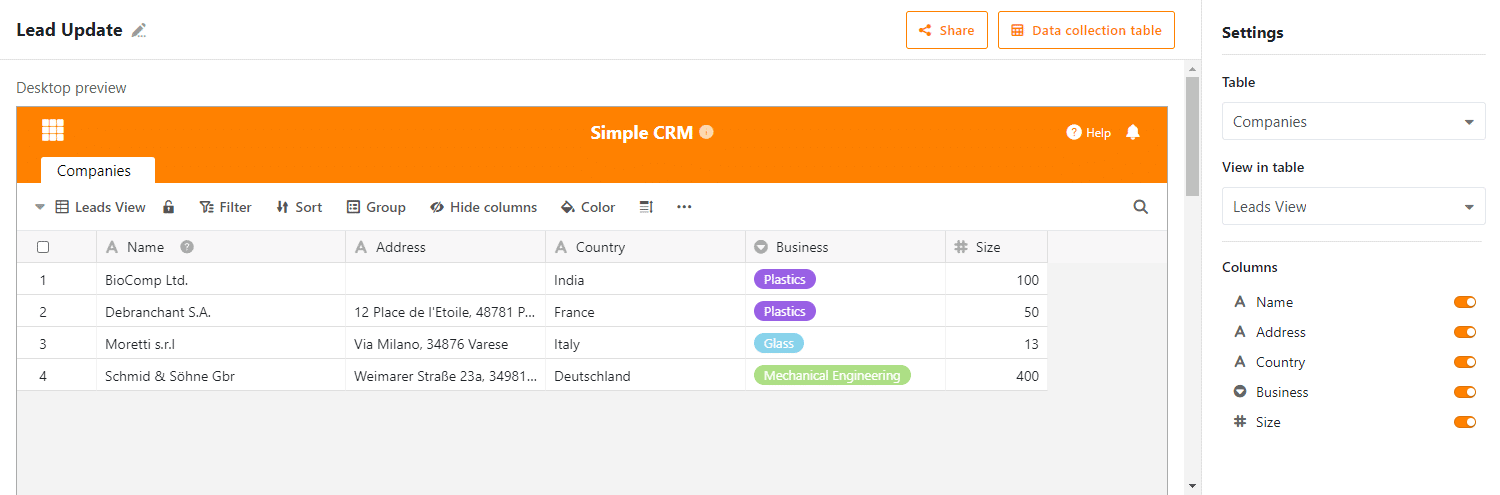 Lead Update
Share
Data collection table
Settings
Desktop preview
Table
Companies
View in table
Leads View
Columns
Name
Address
Country
Business
Size
Simple CRM
Help
Companies
Leads View Filter Sort Group Hide columns Color
Name Address Country Business Size
1 BioComp Ltd. India Plastics 100
2 Debranchant S.A. 12 Place de l'Etoile, 48781 P... France Plastics 50
3 Moretti s.r.l Via Milano, 34876 Varese Italy Glass 13
4 Schmid & Söhne Gbr Weimarer Straße 23a, 34981... Deutschland Mechanical Engineering 400